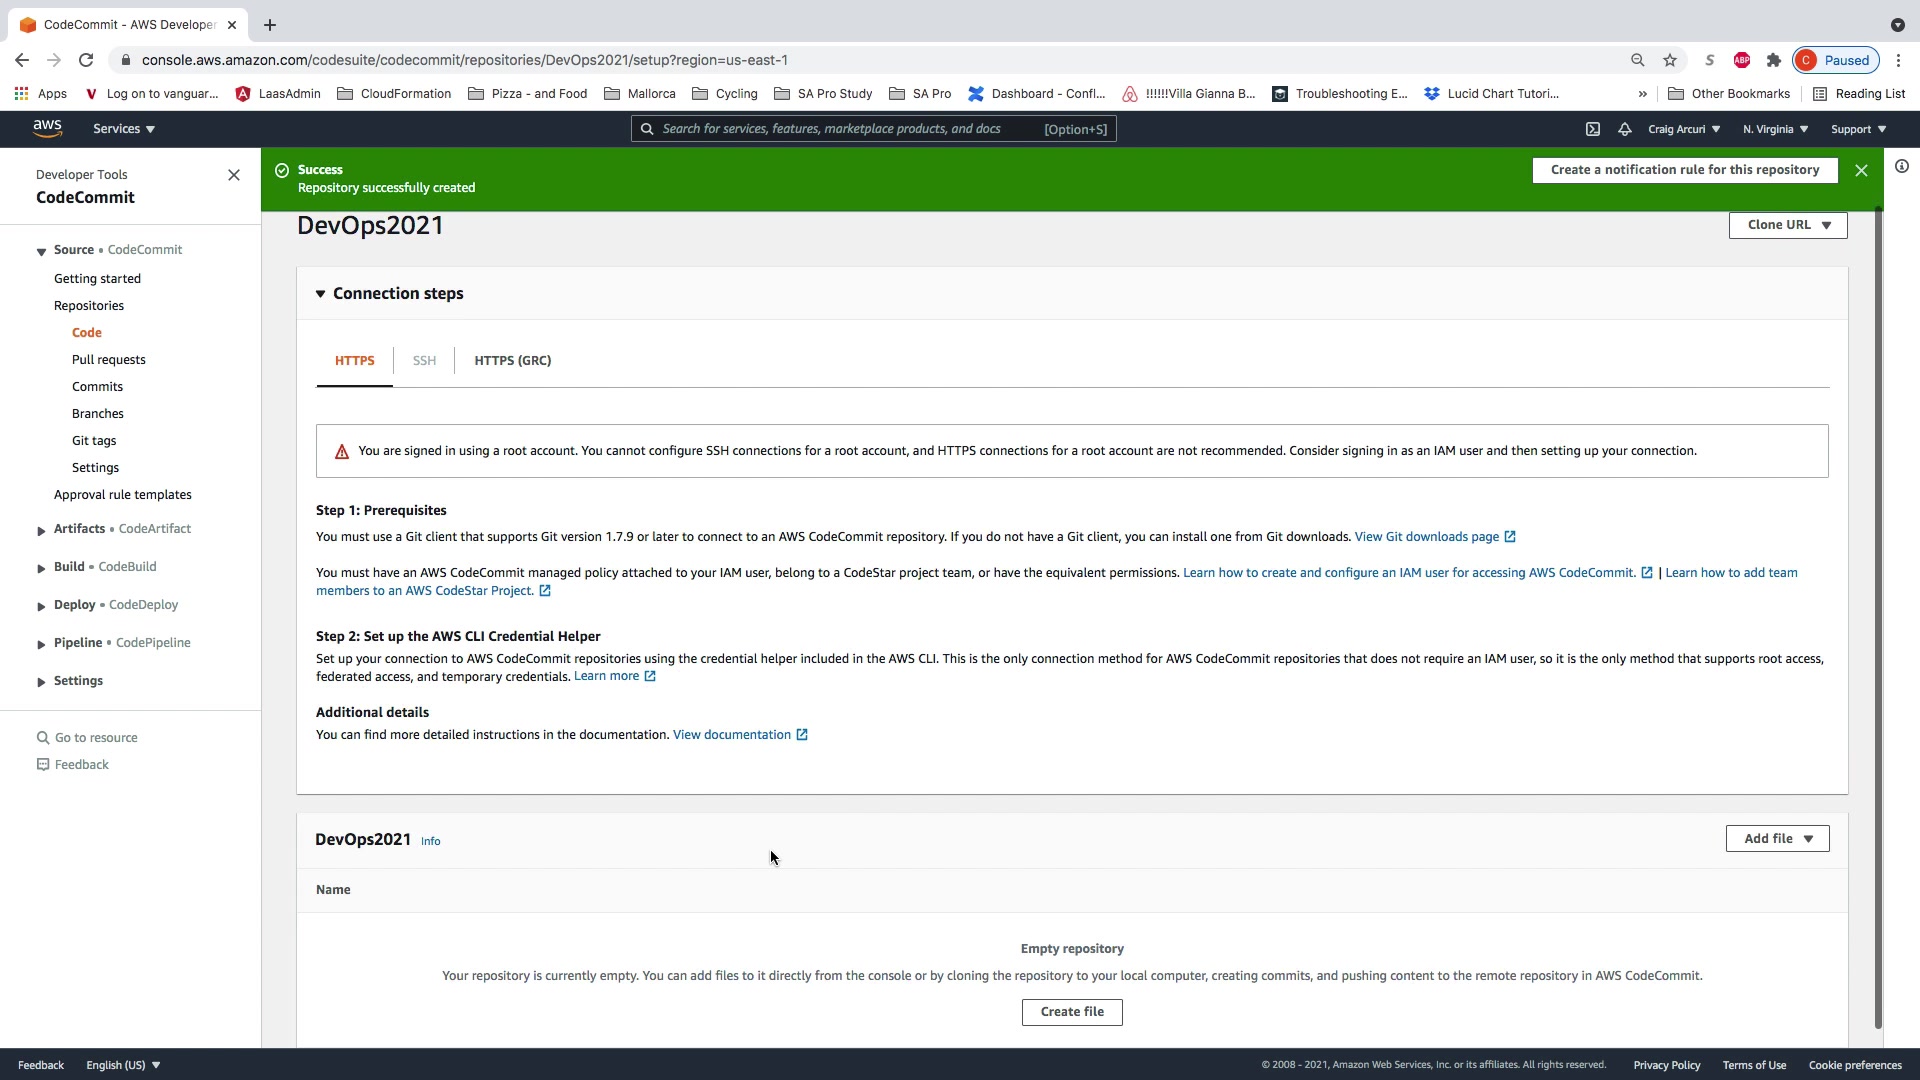 CodeCommit - AWS Developer
console.aws.amazon.com/codesuite/codecommit/repositories/DevOps2021/setup?region=us-east-1
S
ABP
C Paused
Apps
Log on to vanguar...
LaasAdmin
CloudFormation
Pizza - and Food
Mallorca
Cycling
SA Pro Study
SA Pro
Dashboard - Confl...
!!!!!!Villa Gianna B...
Troubleshooting E...
Lucid Chart Tutori...
»
Other Bookmarks
Reading List
aws
Services
Search for services, features, marketplace products, and docs [Option+S]
Craig Arcuri
N. Virginia
Support
Developer Tools
CodeCommit
Source • CodeCommit
Getting started
Repositories
Code
Pull requests
Commits
Branches
Git tags
Settings
Approval rule templates
Artifacts • CodeArtifact
Build • CodeBuild
Deploy • CodeDeploy
Pipeline • CodePipeline
Settings
Go to resource
Feedback
Success
Repository successfully created
Create a notification rule for this repository
DevOps2021
Clone URL
Connection steps
HTTPS
SSH
HTTPS (GRC)
You are signed in using a root account. You cannot configure SSH connections for a root account, and HTTPS connections for a root account are not recommended. Consider signing in as an IAM user and then setting up your connection.
Step 1: Prerequisites
You must use a Git client that supports Git version 1.7.9 or later to connect to an AWS CodeCommit repository. If you do not have a Git client, you can install one from Git downloads. View Git downloads page
You must have an AWS CodeCommit managed policy attached to your IAM user, belong to a CodeStar project team, or have the equivalent permissions. Learn how to create and configure an IAM user for accessing AWS CodeCommit. | Learn how to add team
members to an AWS CodeStar Project.
Step 2: Set up the AWS CLI Credential Helper
Set up your connection to AWS CodeCommit repositories using the credential helper included in the AWS CLI. This is the only connection method for AWS CodeCommit repositories that does not require an IAM user, so it is the only method that supports root access,
federated access, and temporary credentials. Learn more
Additional details
You can find more detailed instructions in the documentation. View documentation
DevOps2021 Info
Add file
Name
Empty repository
Your repository is currently empty. You can add files to it directly from the console or by cloning the repository to your local computer, creating commits, and pushing content to the remote repository in AWS CodeCommit.
Create file
Feedback
English (US)
© 2008 - 2021, Amazon Web Services, Inc. or its affiliates. All rights reserved.
Privacy Policy
Terms of Use
Cookie preferences